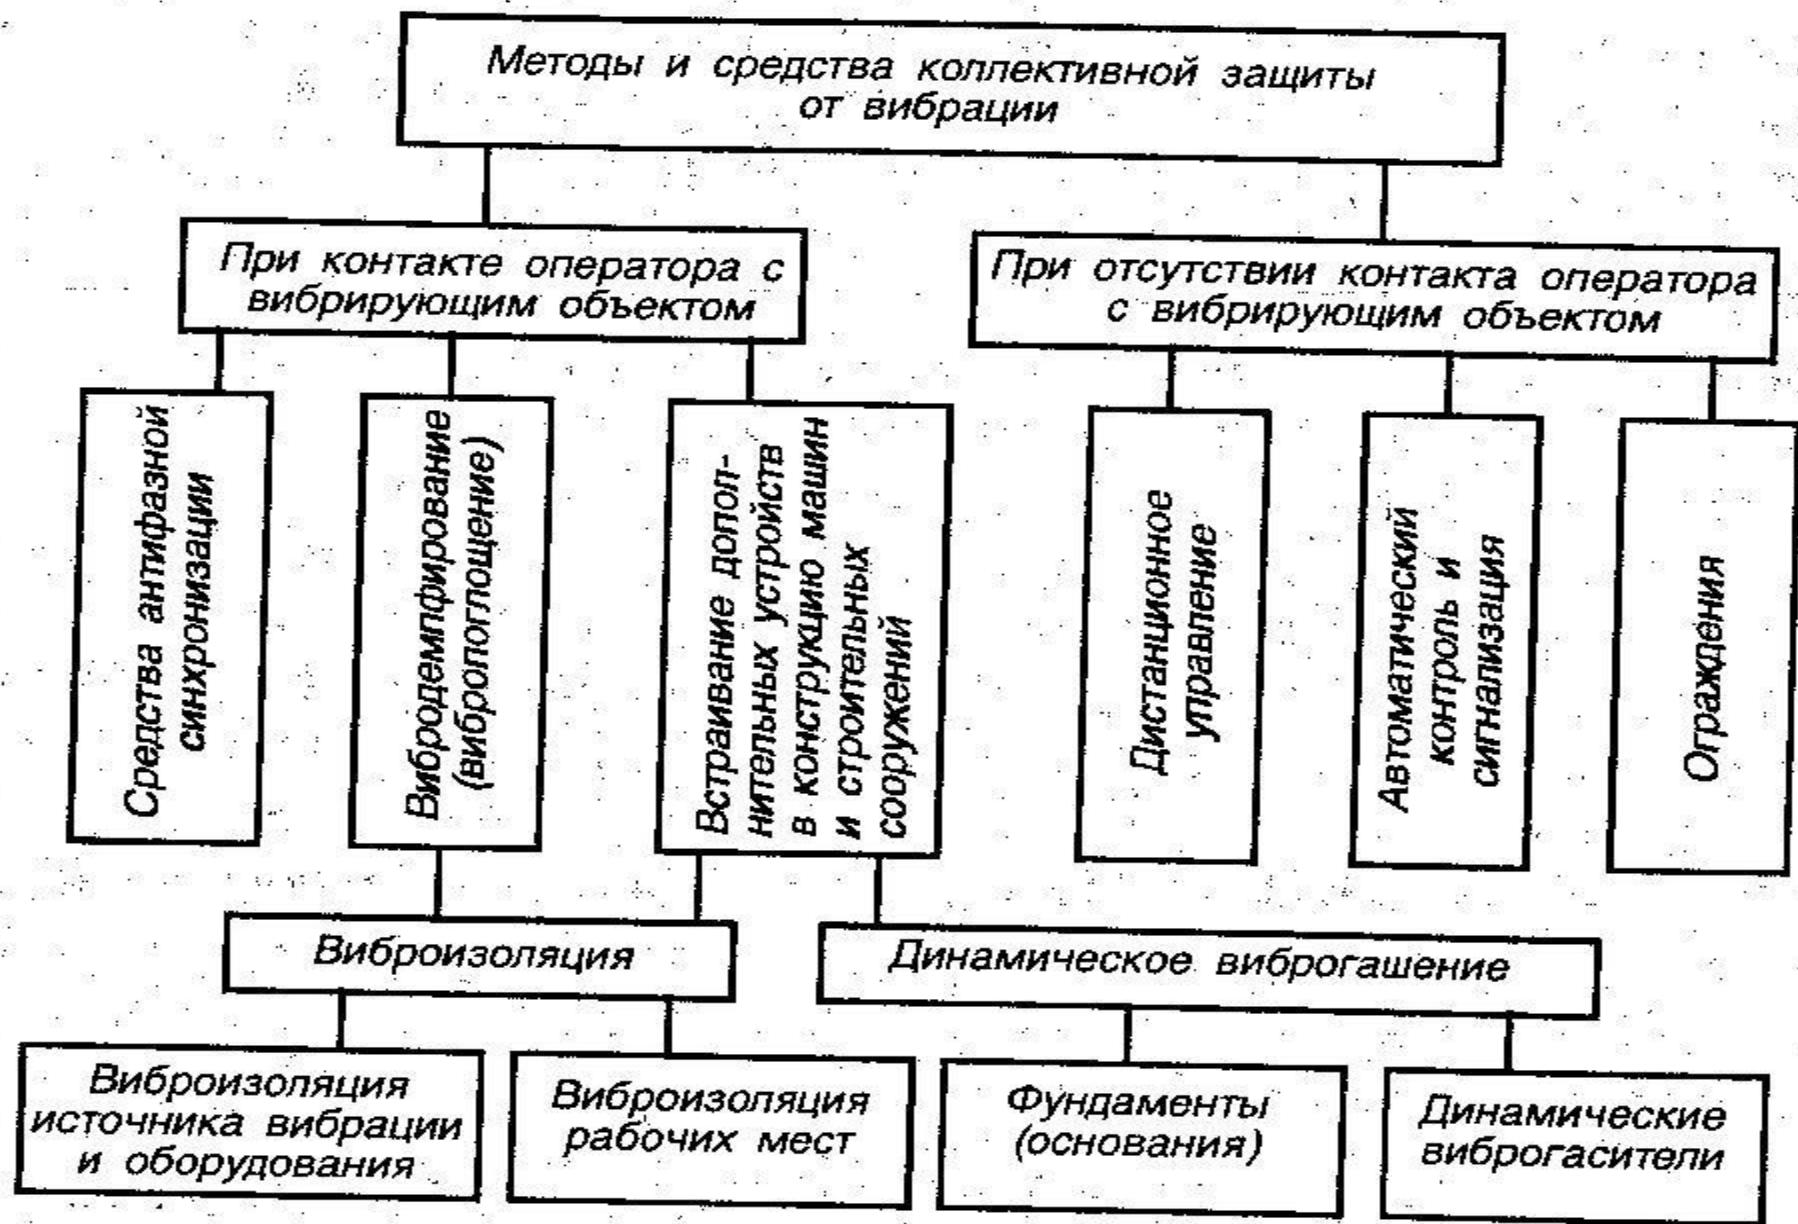 Методы и средства коллективной защиты
от вибрации
При контакте оператора с
вибрирующим объектом
При отсутствии контакта оператора
с вибрирующим объектом
Средства антифазной
синхронизации
Вибродемпфирование
(вибропоглощение)
Встраивание допол-
нительных устройств
в конструкцию машин
и строительных
сооружений
Дистанционное
управление
Автоматический
контроль и
сигнализация
Ограждения
Виброизоляция
Динамическое виброгашение
Виброизоляция
источника вибрации
и оборудования
Виброизоляция
рабочих мест
Фундаменты
(основания)
Динамические
виброгасители